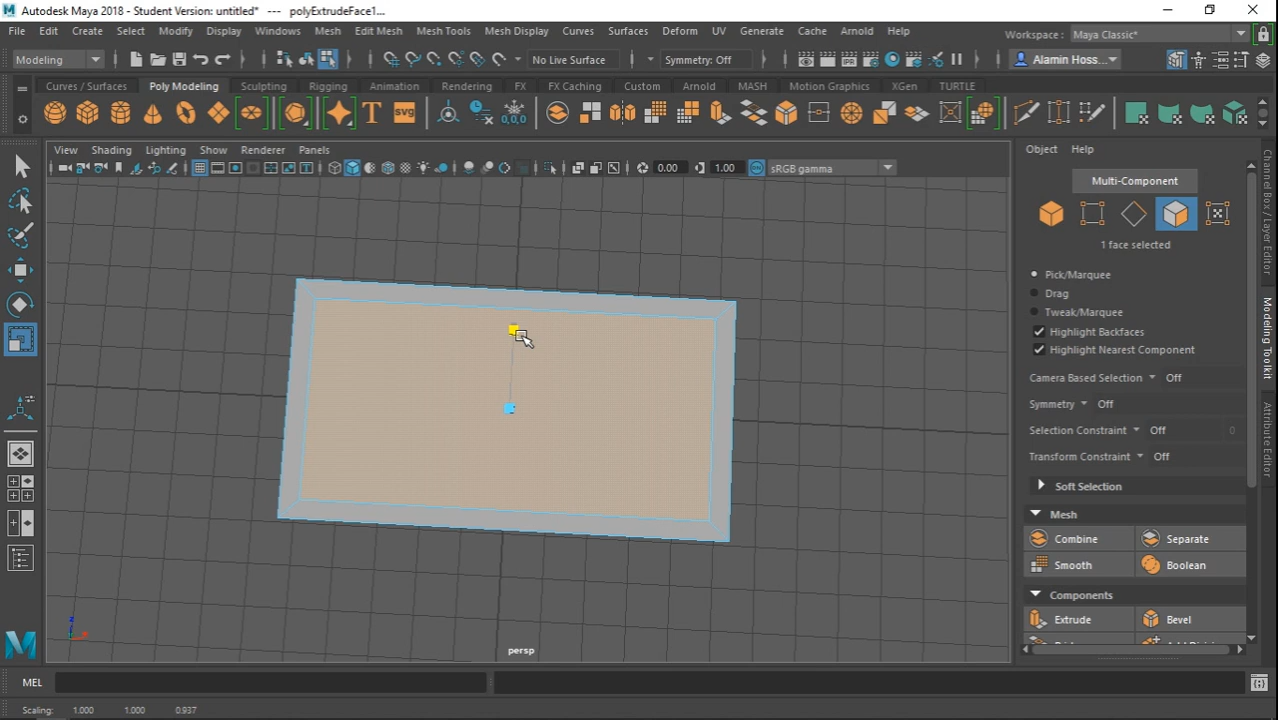 Autodesk Maya 2018 - Student Version: untitled* --- polyExtrudeFace1...
File Edit Create Select Modify Display Windows Mesh Edit Mesh Mesh Tools Mesh Display Curves Surfaces Deform UV Generate Cache Arnold Help
Workspace : Maya Classic*
Modeling No Live Surface Symmetry: Off Alamin Hoss...
Curves / Surfaces Poly Modeling Sculpting Rigging Animation Rendering FX FX Caching Custom Arnold MASH Motion Graphics XGen TURTLE
T SVG 0,0,0
View Shading Lighting Show Renderer Panels
0.00 1.00 sRGB gamma
Object Help
Multi-Component
1 face selected
Pick/Marquee
Drag
Tweak/Marquee
Highlight Backfaces
Highlight Nearest Component
Camera Based Selection Off
Symmetry Off
Selection Constraint Off 0
Transform Constraint Off
Soft Selection
Mesh
Combine Separate
Smooth Boolean
Components
Extrude Bevel
Channel Box / Layer Editor
Modeling Toolkit
Attribute Editor
z
persp
MEL
Scaling: 1.000 1.000 0.937